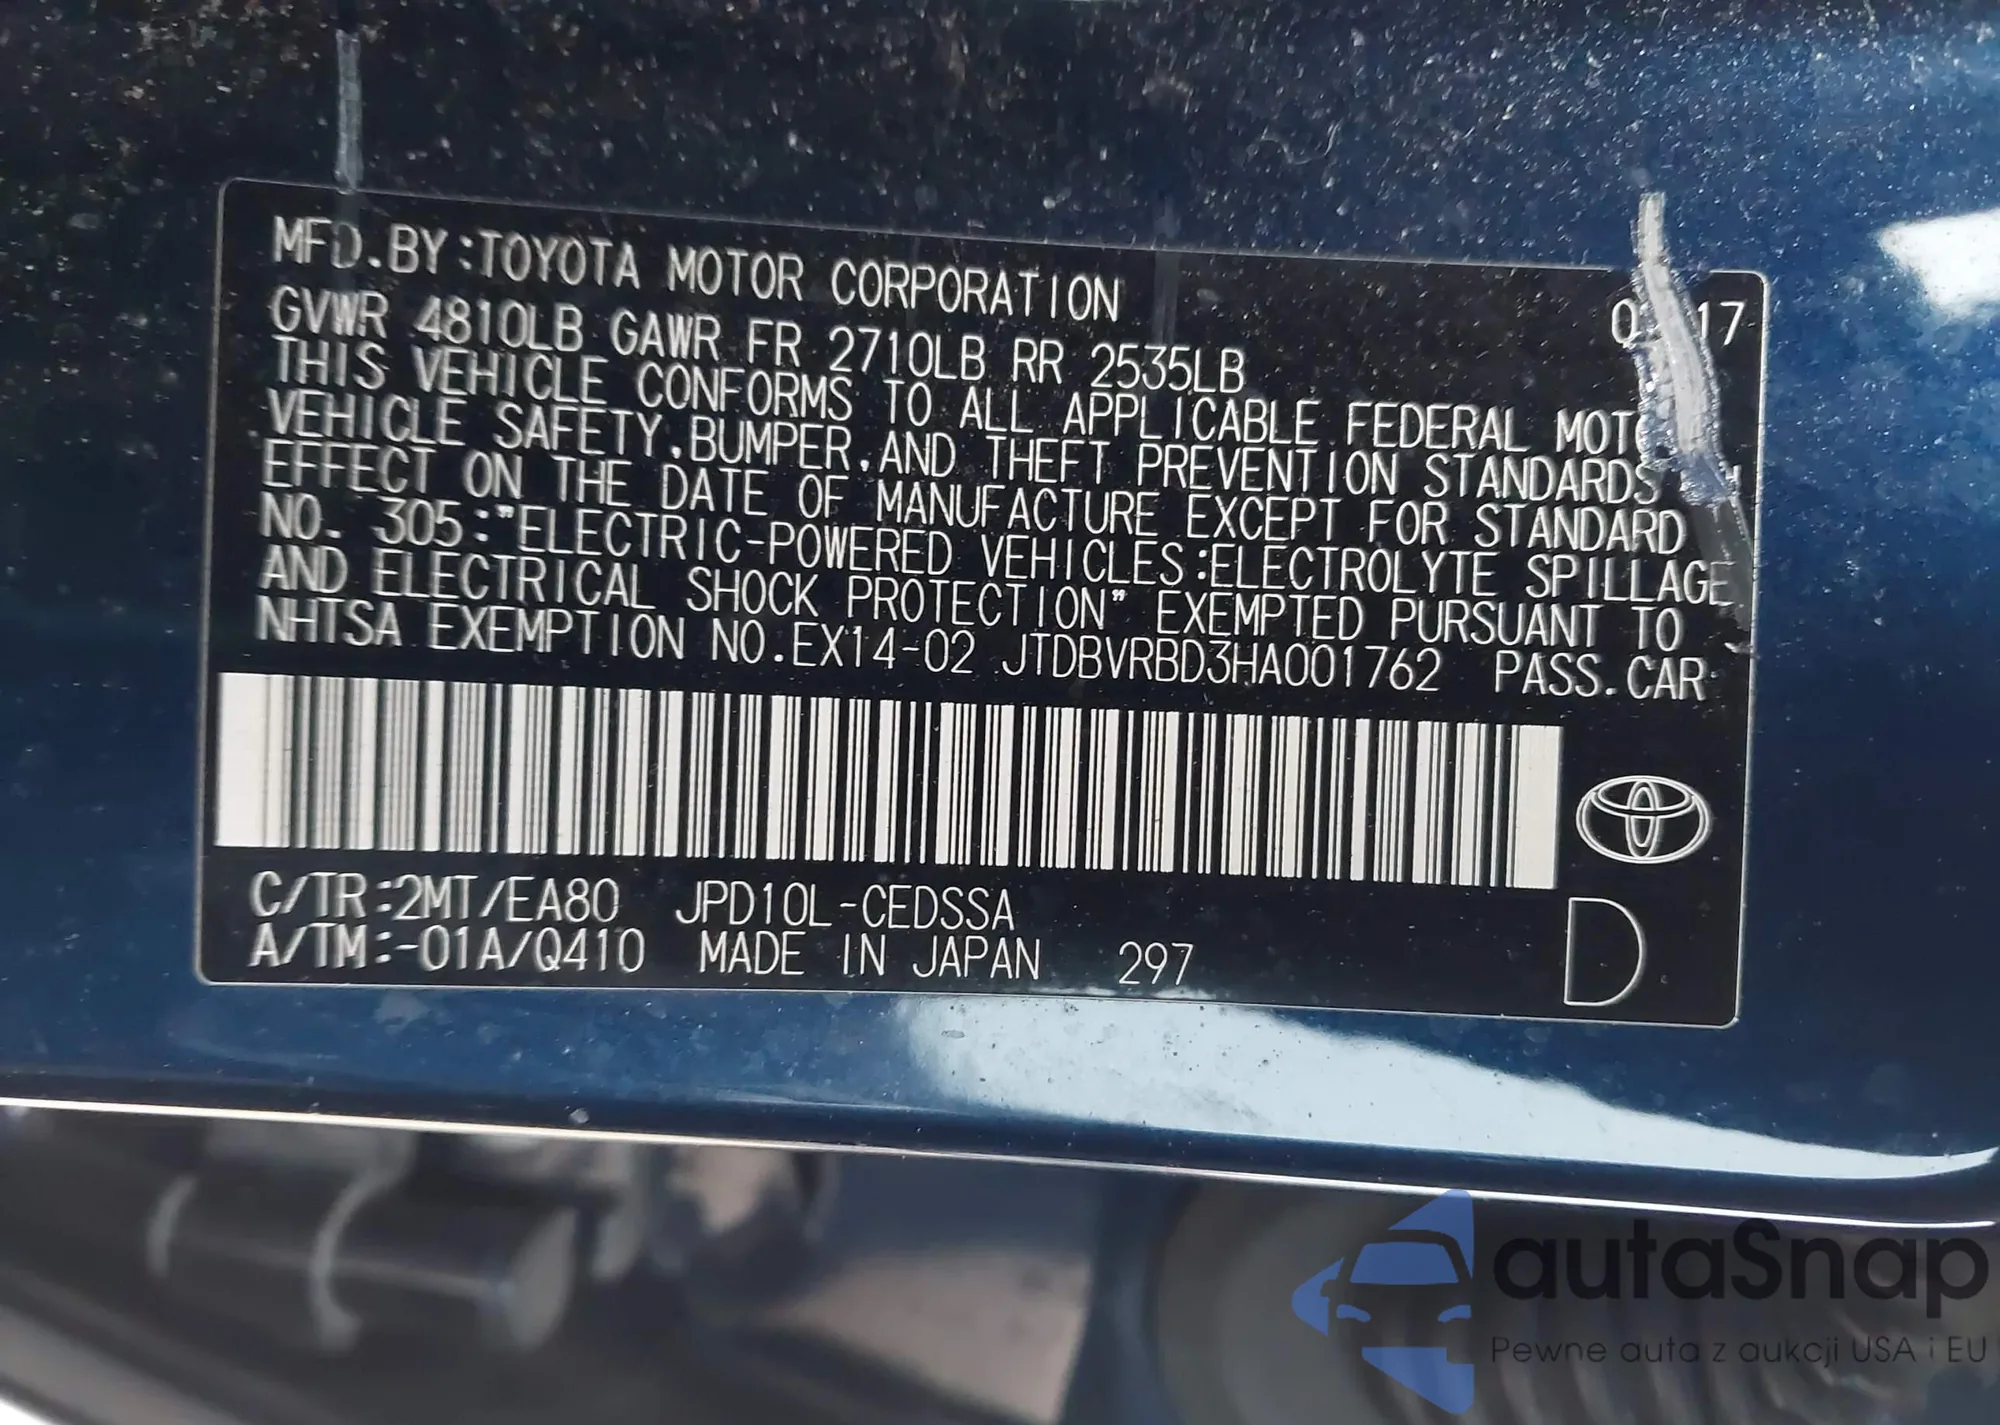 MFD.BY:TOYOTA MOTOR CORPORATION
GVWR 4810LB GAWR FR 2710LB RR 2535LB
THIS VEHICLE CONFORMS TO ALL APPLICABLE FEDERAL
VEHICLE SAFETY,BUMPER,AND THEFT PREVENTION STANDARDS
EFFECT ON THE DATE OF MANUFACTURE EXCEPT FOR STANDARD
NO. 305:"ELECTRIC-POWERED VEHICLES:ELECTROLYTE SPILLAGE
AND ELECTRICAL SHOCK PROTECTION" EXEMPTED PURSUANT TO
NHTSA EXEMPTION NO.EX14-02 JTDBVRBD3HA001762 PASS.CAR
C/TR:2MT/EA80 JPD10L-CEDSSA
A/TM:-01A/Q410 MADE IN JAPAN 297
D
autaSnap
Pewne auta z aukcji USA i EU